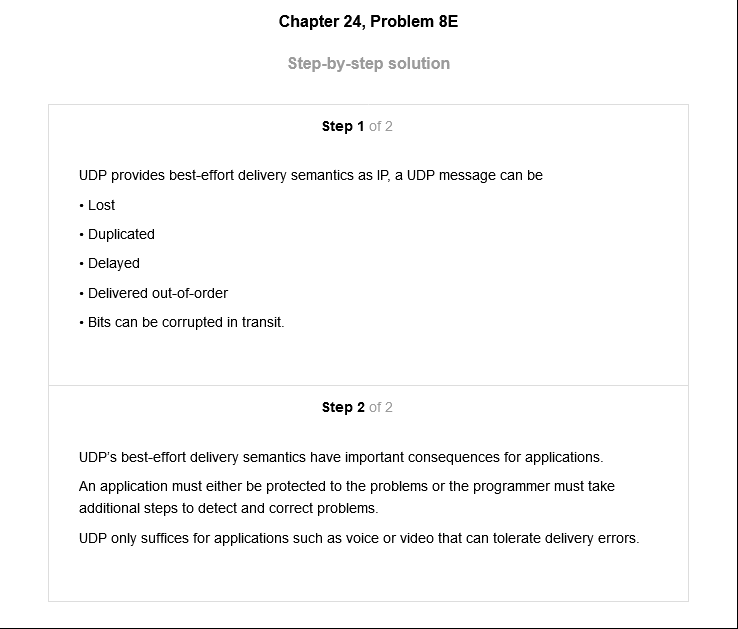 Chapter 24, Problem 8E
Step-by-step solution
Step 1 of 2
UDP provides best-effort delivery semantics as IP, a UDP message can be
• Lost
• Duplicated
• Delayed
• Delivered out-of-order
• Bits can be corrupted in transit.
Step 2 of 2
UDP's best-effort delivery semantics have important consequences for applications.
An application must either be protected to the problems or the programmer must take
additional steps to detect and correct problems.
UDP only suffices for applications such as voice or video that can tolerate delivery errors.